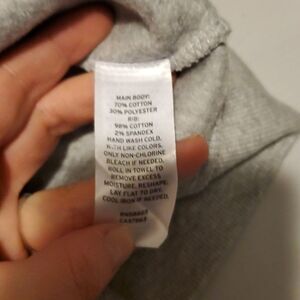 MAIN BODY:
70% COTTON
30% POLYESTER
RIB:
98% COTTON
2% SPANDEX
HAND WASH COLD,
WITH LIKE COLORS,
ONLY NON-CHLORINE
BLEACH IF NEEDED,
ROLL IN TOWEL TO
REMOVE EXCESS
MOISTURE, RESHAPE,
LAY FLAT TO DRY,
COOL IRON IF NEEDED.